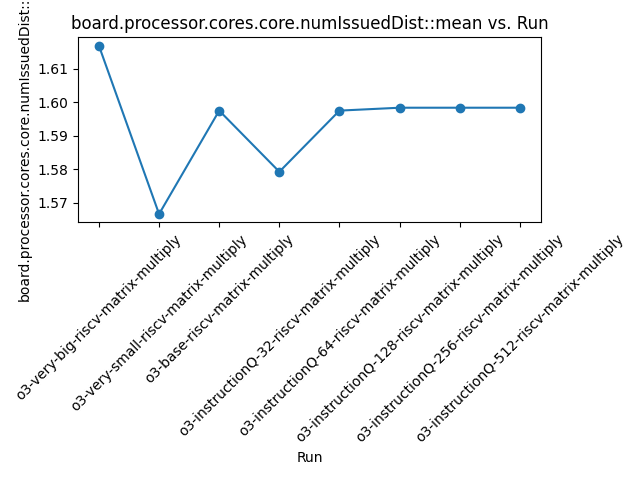 board.processor.cores.core.numIssuedDist::mean vs. Run
board.processor.cores.core.numIssuedDist::
1.61
1.60
1.59
1.58
1.57
o3-very-big-riscv-matrix-multiply
o3-very-small-riscv-matrix-multiply
o3-base-riscv-matrix-multiply
o3-instructionQ-32-riscv-matrix-multiply
o3-instructionQ-64-riscv-matrix-multiply
o3-instructionQ-128-riscv-matrix-multiply
o3-instructionQ-256-riscv-matrix-multiply
o3-instructionQ-512-riscv-matrix-multiply
Run